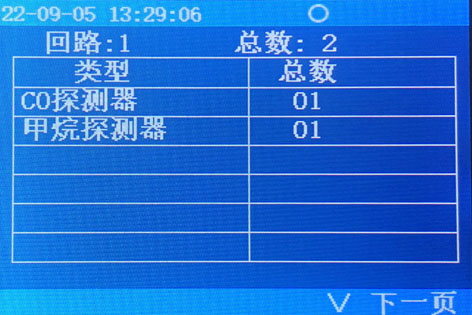 22-09-05 13:29:06
回路:1 总数: 2
类型 总数
CO探测器 01
甲烷探测器 01
∨ 下一页